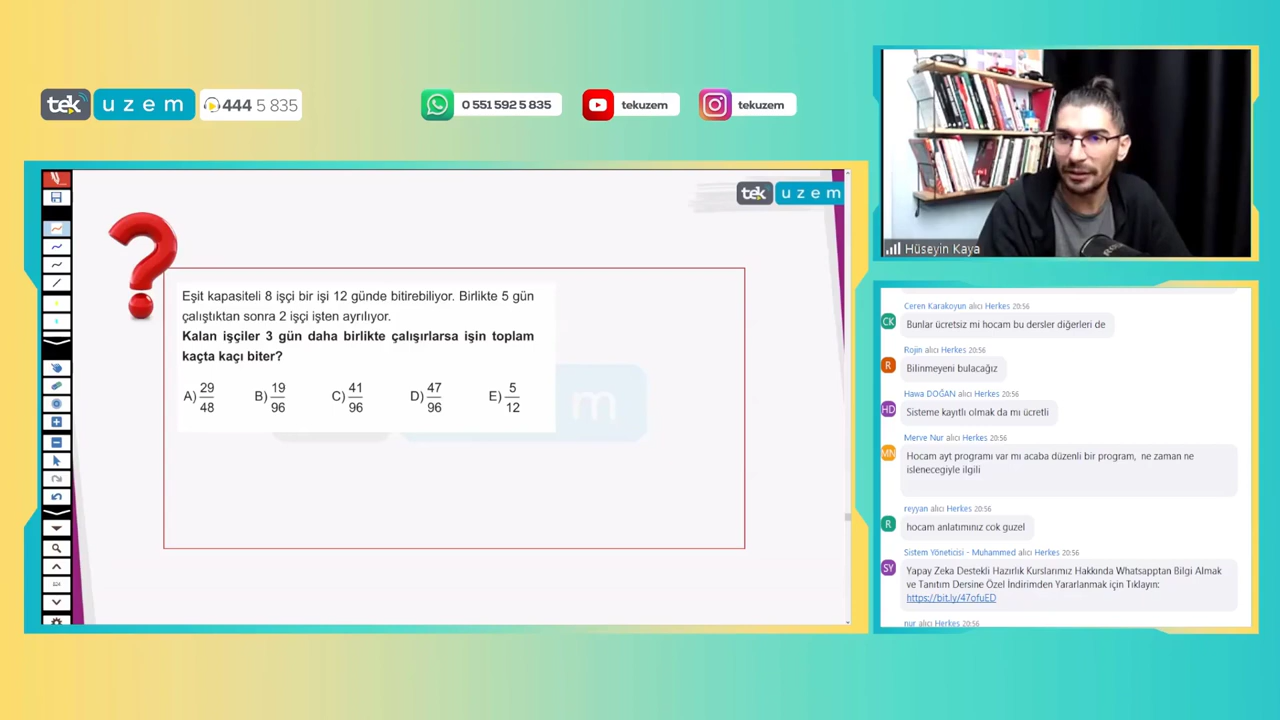 tek uzem 444 5 835
0 551 592 5 835
tekuzem
tekuzem
tek uzem
Eşit kapasiteli 8 işçi bir işi 12 günde bitirebiliyor. Birlikte 5 gün
çalıştıktan sonra 2 işçi işten ayrılıyor.
Kalan işçiler 3 gün daha birlikte çalışırlarsa işin toplam
kaçta kaçı biter?
A) 29/48 B) 19/96 C) 41/96 D) 47/96 E) 5/12
m
Hüseyin Kaya
Ceren Karakoyun alıcı Herkes 20:56
CK
Bunlar ücretsiz mi hocam bu dersler diğerleri de
Rojin alıcı Herkes 20:56
R
Bilinmeyeni bulacağız
Hawa DOĞAN alıcı Herkes 20:56
HD
Sisteme kayıtlı olmak da mı ücretli
Merve Nur alıcı Herkes 20:56
MN
Hocam ayt programı var mı acaba düzenli bir program, ne zaman ne
islenecegiyle ilgili
reyyan alıcı Herkes 20:56
R
hocam anlatımınız cok guzel
Sistem Yöneticisi - Muhammed alıcı Herkes 20:56
SY
Yapay Zeka Destekli Hazırlık Kurslarımız Hakkında Whatsapptan Bilgi Almak
ve Tanıtım Dersine Özel İndirimden Yararlanmak için Tıklayın:
https://bit.ly/47ofuED
nur alıcı Herkes 20:56